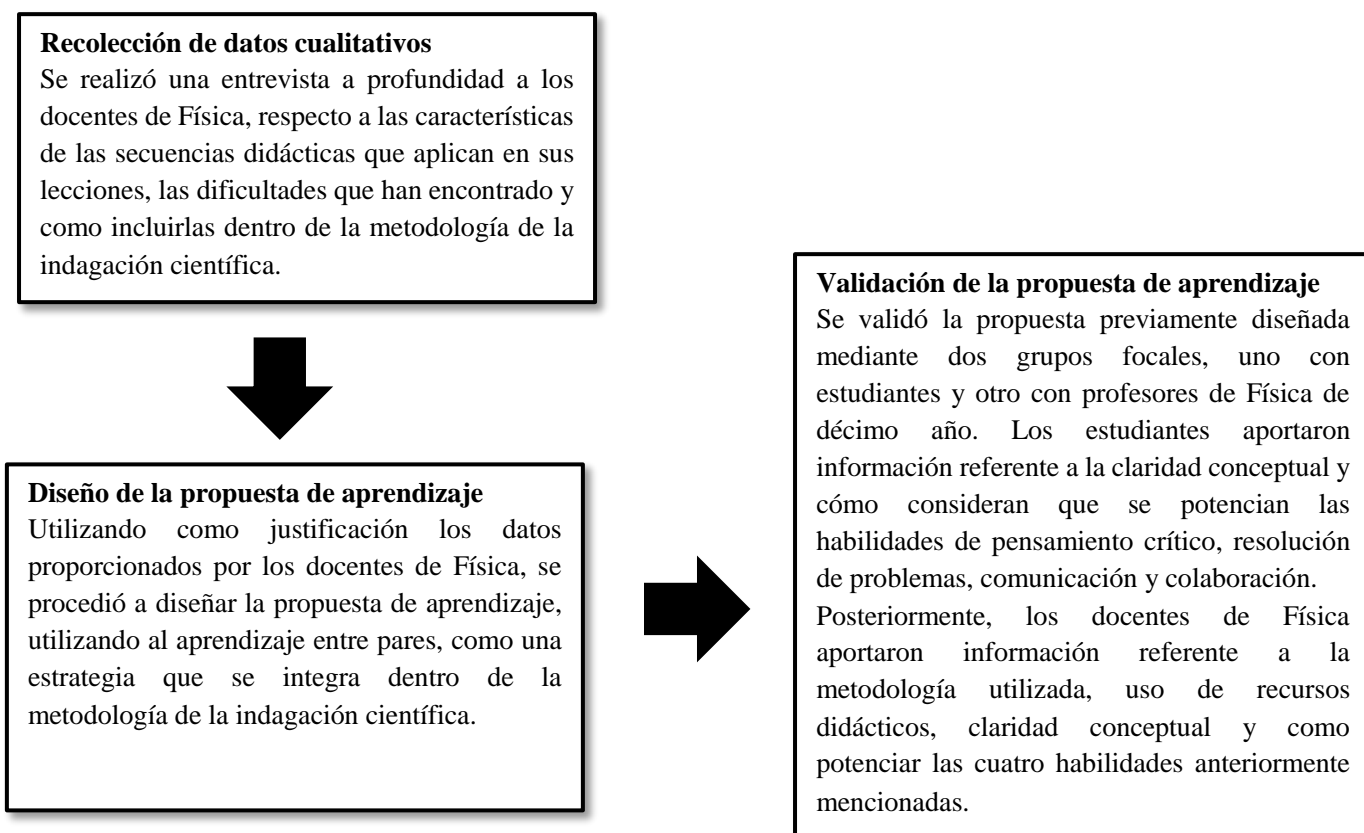 Recolección de datos cualitativos
Se realizó una entrevista a profundidad a los
docentes de Física, respecto a las características
de las secuencias didácticas que aplican en sus
lecciones, las dificultades que han encontrado y
como incluirlas dentro de la metodología de la
indagación científica.
Diseño de la propuesta de aprendizaje
Utilizando como justificación los datos
proporcionados por los docentes de Física, se
procedió a diseñar la propuesta de aprendizaje,
utilizando al aprendizaje entre pares, como una
estrategia que se integra dentro de la
metodología de la indagación científica.
Validación de la propuesta de aprendizaje
Se validó la propuesta previamente diseñada
mediante dos grupos focales, uno con
estudiantes y otro con profesores de Física de
décimo año. Los estudiantes aportaron
información referente a la claridad conceptual y
cómo consideran que se potencian las
habilidades de pensamiento crítico, resolución
de problemas, comunicación y colaboración.
Posteriormente, los docentes de Física
aportaron información referente a la
metodología utilizada, uso de recursos
didácticos, claridad conceptual y como
potenciar las cuatro habilidades anteriormente
mencionadas.